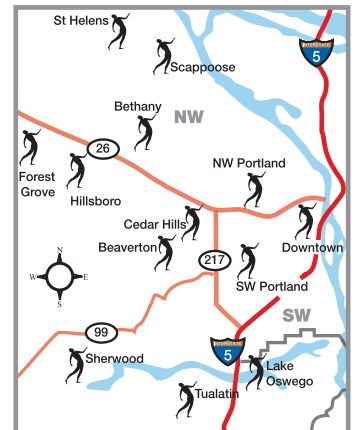 St Helens
INTERSTATE
5
Scappoose
Bethany
NW
26
NW Portland
Forest
Grove
Hillsboro
Cedar Hills
Beaverton
Downtown
217
N
W
E
S
SW Portland
SW
99
INTERSTATE
5
Sherwood
Lake
Oswego
Tualatin